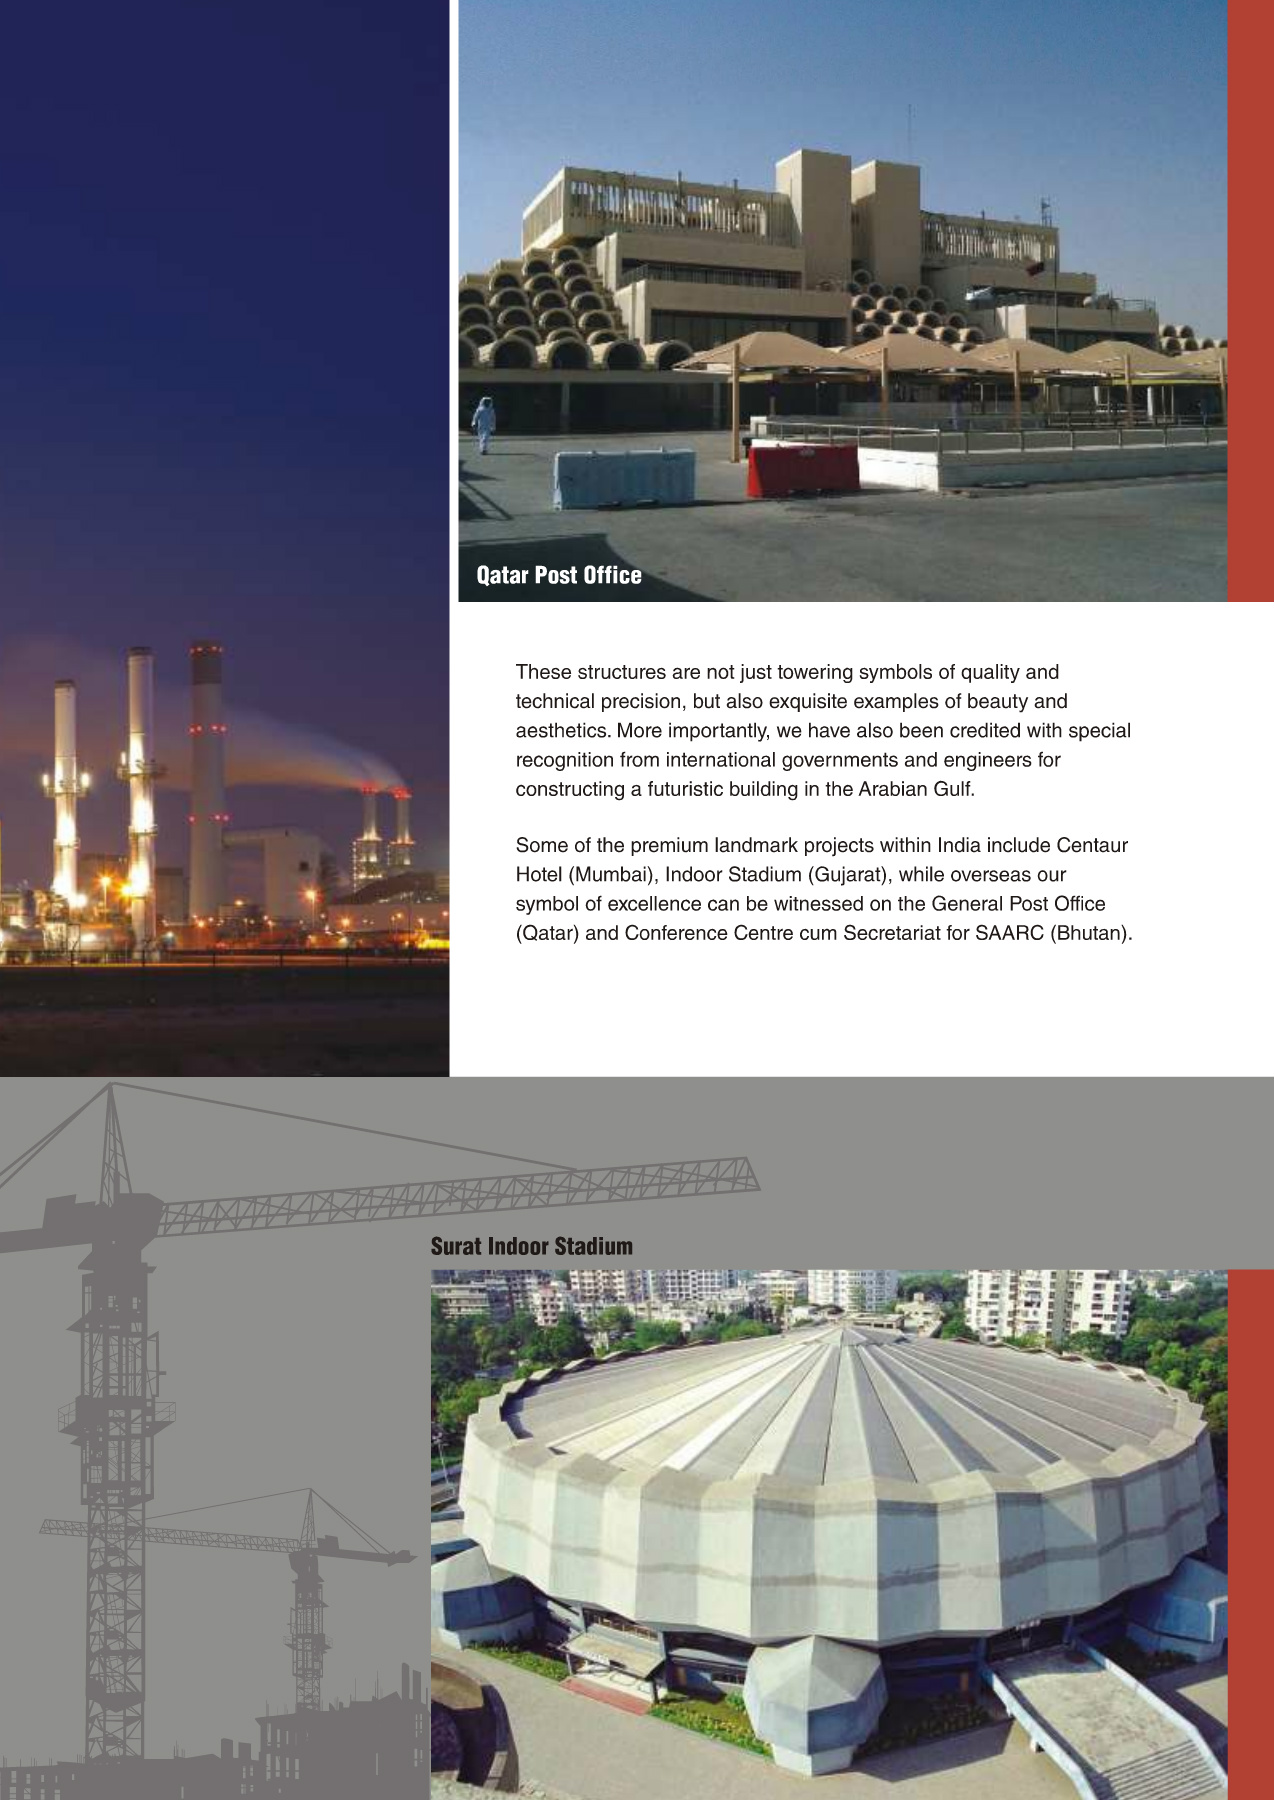 Qatar Post Office
These structures are not just towering symbols of quality and
technical precision, but also exquisite examples of beauty and
aesthetics. More importantly, we have also been credited with special
recognition from international governments and engineers for
constructing a futuristic building in the Arabian Gulf.
Some of the premium landmark projects within India include Centaur
Hotel (Mumbai), Indoor Stadium (Gujarat), while overseas our
symbol of excellence can be witnessed on the General Post Office
(Qatar) and Conference Centre cum Secretariat for SAARC (Bhutan).
Surat Indoor Stadium